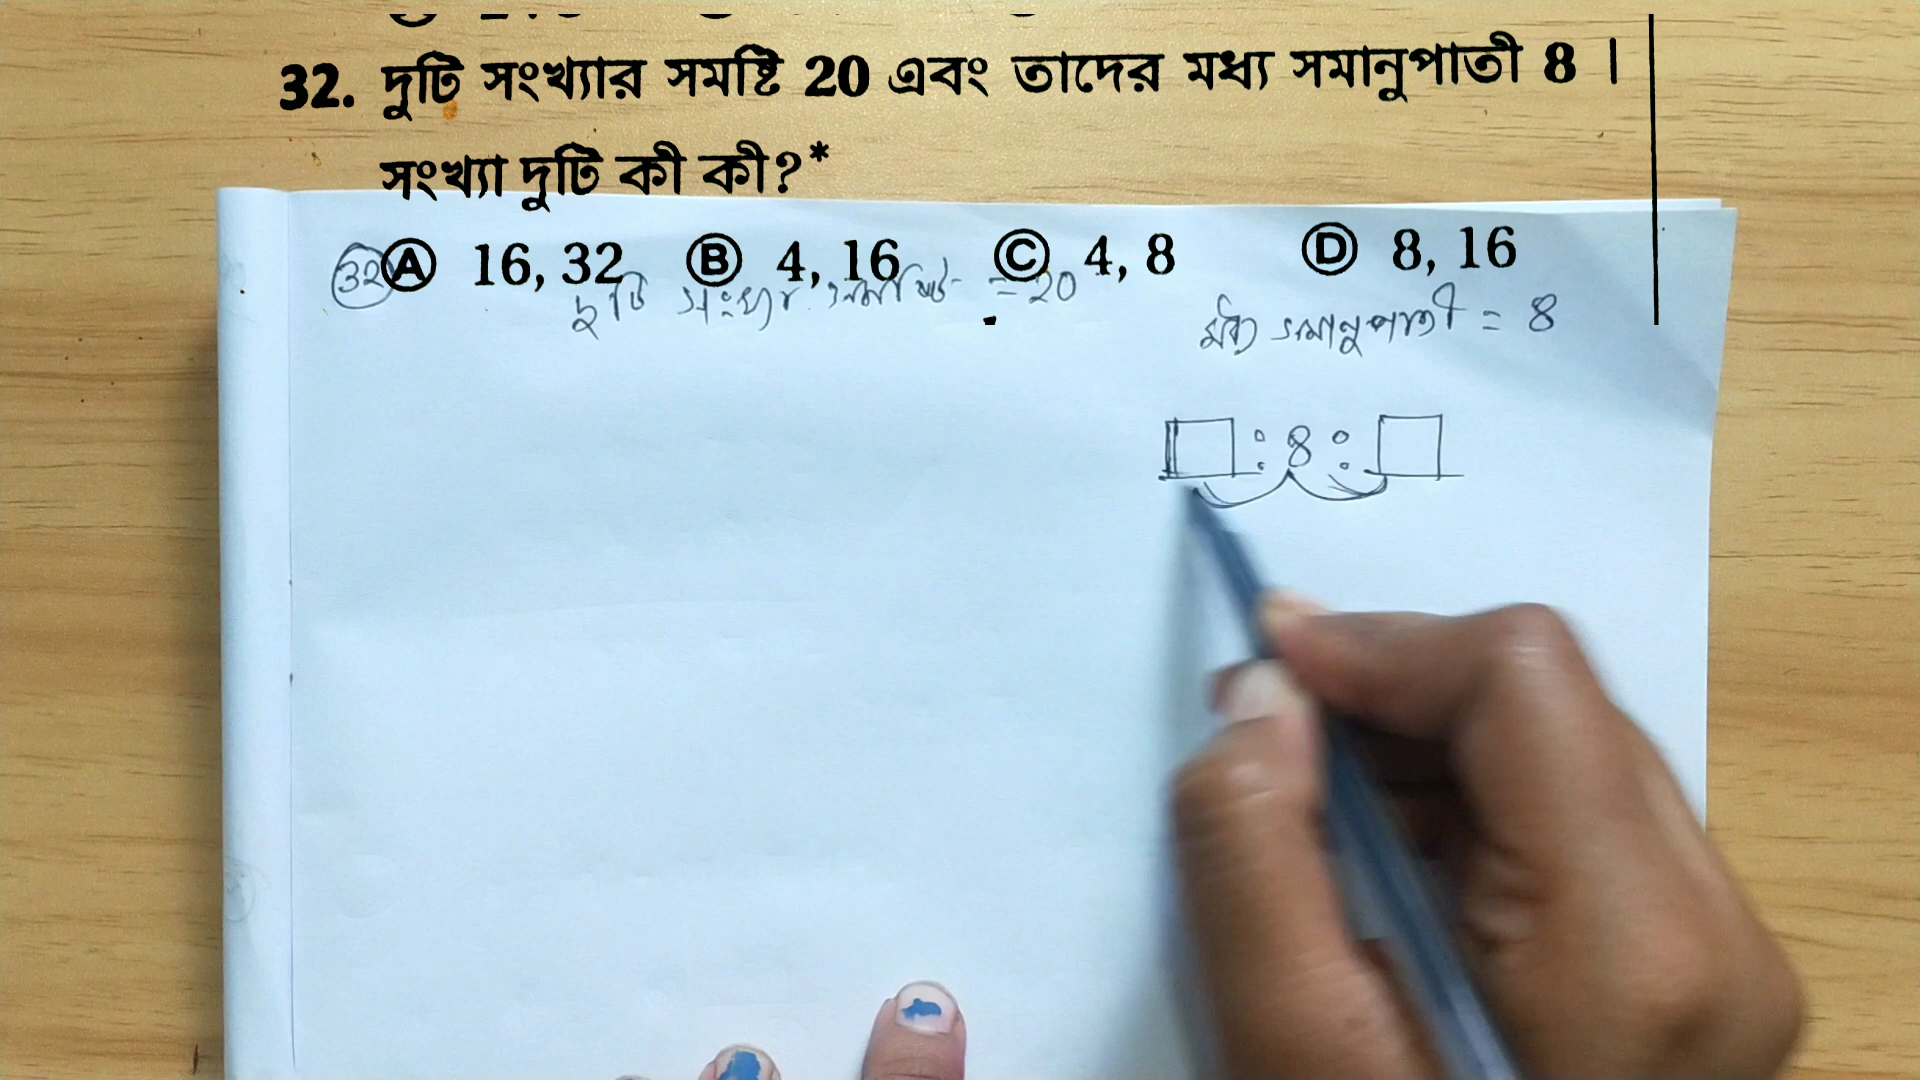 32. দুটি সংখ্যার সমষ্টি 20 এবং তাদের মধ্য সমানুপাতী 8 ।
সংখ্যা দুটি কী কী?*
Ⓐ 16, 32 Ⓑ 4, 16 Ⓒ 4, 8 Ⓓ 8, 16
32 দুটি সংখ্যার সমষ্টি = 20
মধ্য সমানুপাতী = 8
: 8 :